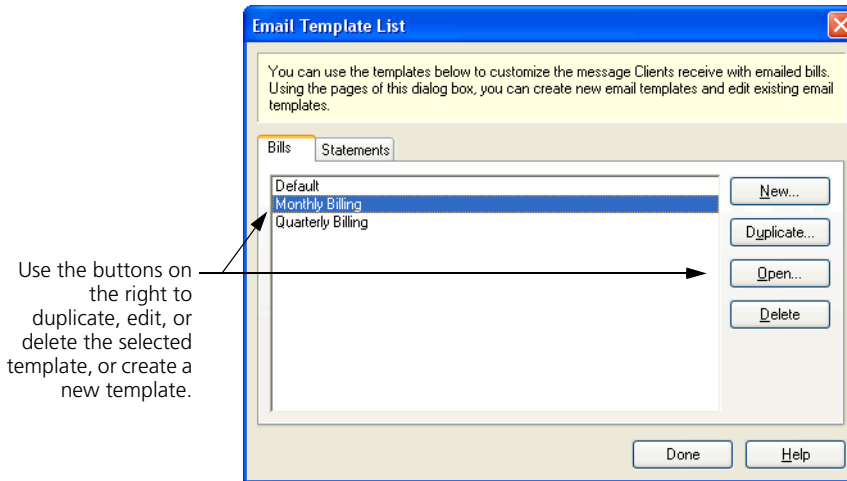 Email Template List
You can use the templates below to customize the message Clients receive with emailed bills.
Using the pages of this dialog box, you can create new email templates and edit existing email
templates.
Bills
Statements
Default
Monthly Billing
Quarterly Billing
New...
Duplicate...
Open...
Delete
Use the buttons on
the right to
duplicate, edit, or
delete the selected
template, or create a
new template.
Done
Help